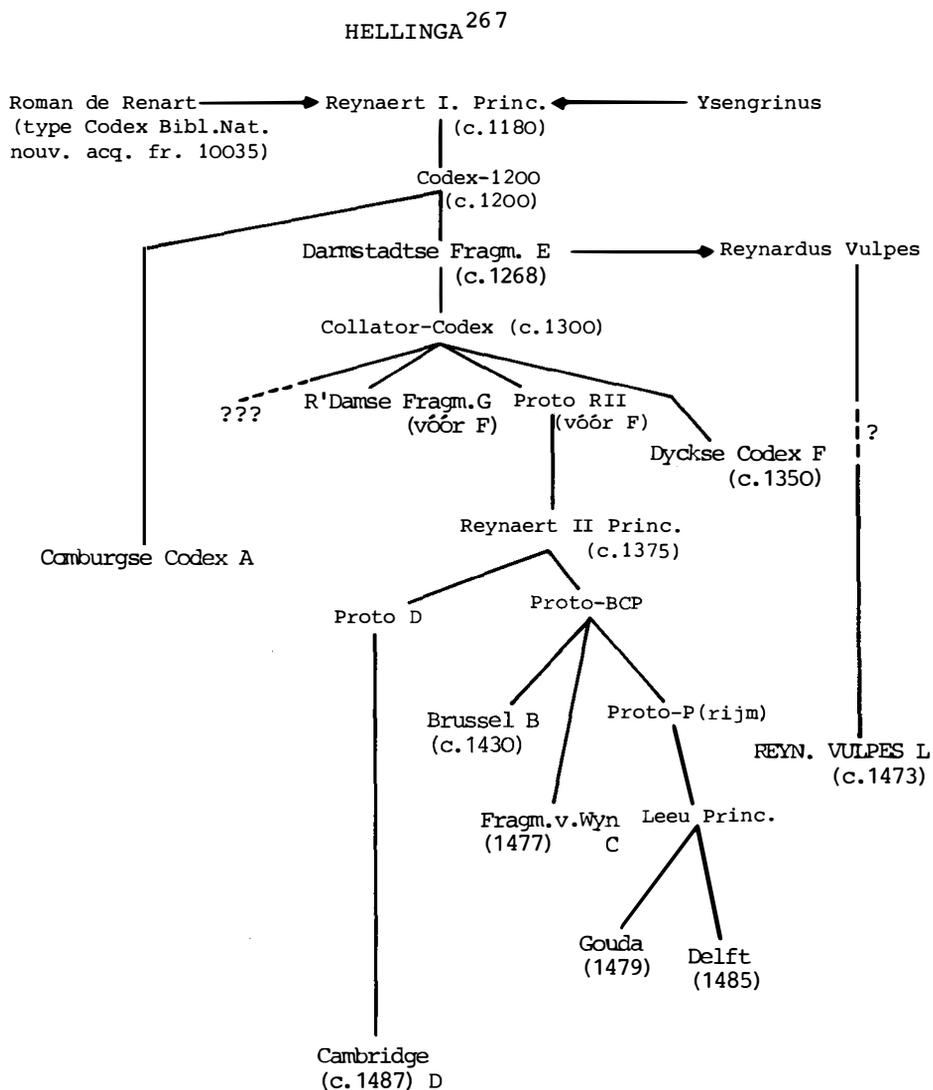 HELLINGA267
Roman de Renart
(type Codex Bibl.Nat.
nouv. acq. fr. 10035)
Reynaert I. Princ.
(c.1180)
Ysengrinus
Codex-1200
(c.1200)
Darmstadtse Fragm. E
(c.1268)
Reynardus Vulpes
Collator-Codex (c.1300)
???
R'Damse Fragm.G
(vóór F)
Proto RII
(vóór F)
Dyckse Codex F
(c.1350)
?
Comburgse Codex A
Reynaert II Princ.
(c.1375)
Proto D
Proto-BCP
Brussel B
(c.1430)
Proto-P(rijm)
REYN. VULPES L
(c.1473)
Fragm.v.Wyn
(1477) C
Leeu Princ.
Gouda
(1479)
Delft
(1485)
Cambridge
(c.1487) D